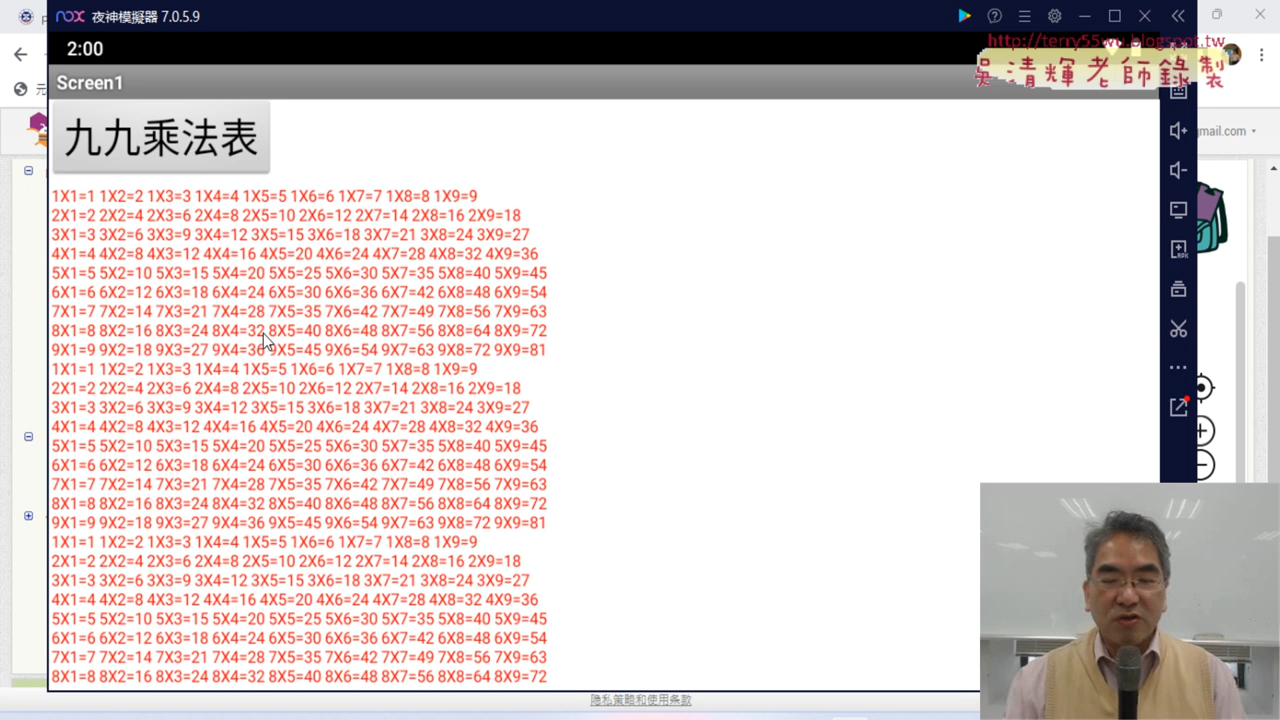 nox 夜神模擬器 7.0.5.9
2:00
http://terry55wu.blogspot.tw
吳清輝老師錄製
Screen1
元
gmail.com
九九乘法表
1X1=1 1X2=2 1X3=3 1X4=4 1X5=5 1X6=6 1X7=7 1X8=8 1X9=9
2X1=2 2X2=4 2X3=6 2X4=8 2X5=10 2X6=12 2X7=14 2X8=16 2X9=18
3X1=3 3X2=6 3X3=9 3X4=12 3X5=15 3X6=18 3X7=21 3X8=24 3X9=27
4X1=4 4X2=8 4X3=12 4X4=16 4X5=20 4X6=24 4X7=28 4X8=32 4X9=36
5X1=5 5X2=10 5X3=15 5X4=20 5X5=25 5X6=30 5X7=35 5X8=40 5X9=45
6X1=6 6X2=12 6X3=18 6X4=24 6X5=30 6X6=36 6X7=42 6X8=48 6X9=54
7X1=7 7X2=14 7X3=21 7X4=28 7X5=35 7X6=42 7X7=49 7X8=56 7X9=63
8X1=8 8X2=16 8X3=24 8X4=32 8X5=40 8X6=48 8X7=56 8X8=64 8X9=72
9X1=9 9X2=18 9X3=27 9X4=36 9X5=45 9X6=54 9X7=63 9X8=72 9X9=81
1X1=1 1X2=2 1X3=3 1X4=4 1X5=5 1X6=6 1X7=7 1X8=8 1X9=9
2X1=2 2X2=4 2X3=6 2X4=8 2X5=10 2X6=12 2X7=14 2X8=16 2X9=18
3X1=3 3X2=6 3X3=9 3X4=12 3X5=15 3X6=18 3X7=21 3X8=24 3X9=27
4X1=4 4X2=8 4X3=12 4X4=16 4X5=20 4X6=24 4X7=28 4X8=32 4X9=36
5X1=5 5X2=10 5X3=15 5X4=20 5X5=25 5X6=30 5X7=35 5X8=40 5X9=45
6X1=6 6X2=12 6X3=18 6X4=24 6X5=30 6X6=36 6X7=42 6X8=48 6X9=54
7X1=7 7X2=14 7X3=21 7X4=28 7X5=35 7X6=42 7X7=49 7X8=56 7X9=63
8X1=8 8X2=16 8X3=24 8X4=32 8X5=40 8X6=48 8X7=56 8X8=64 8X9=72
9X1=9 9X2=18 9X3=27 9X4=36 9X5=45 9X6=54 9X7=63 9X8=72 9X9=81
1X1=1 1X2=2 1X3=3 1X4=4 1X5=5 1X6=6 1X7=7 1X8=8 1X9=9
2X1=2 2X2=4 2X3=6 2X4=8 2X5=10 2X6=12 2X7=14 2X8=16 2X9=18
3X1=3 3X2=6 3X3=9 3X4=12 3X5=15 3X6=18 3X7=21 3X8=24 3X9=27
4X1=4 4X2=8 4X3=12 4X4=16 4X5=20 4X6=24 4X7=28 4X8=32 4X9=36
5X1=5 5X2=10 5X3=15 5X4=20 5X5=25 5X6=30 5X7=35 5X8=40 5X9=45
6X1=6 6X2=12 6X3=18 6X4=24 6X5=30 6X6=36 6X7=42 6X8=48 6X9=54
7X1=7 7X2=14 7X3=21 7X4=28 7X5=35 7X6=42 7X7=49 7X8=56 7X9=63
8X1=8 8X2=16 8X3=24 8X4=32 8X5=40 8X6=48 8X7=56 8X8=64 8X9=72
隐私策略和使用条款